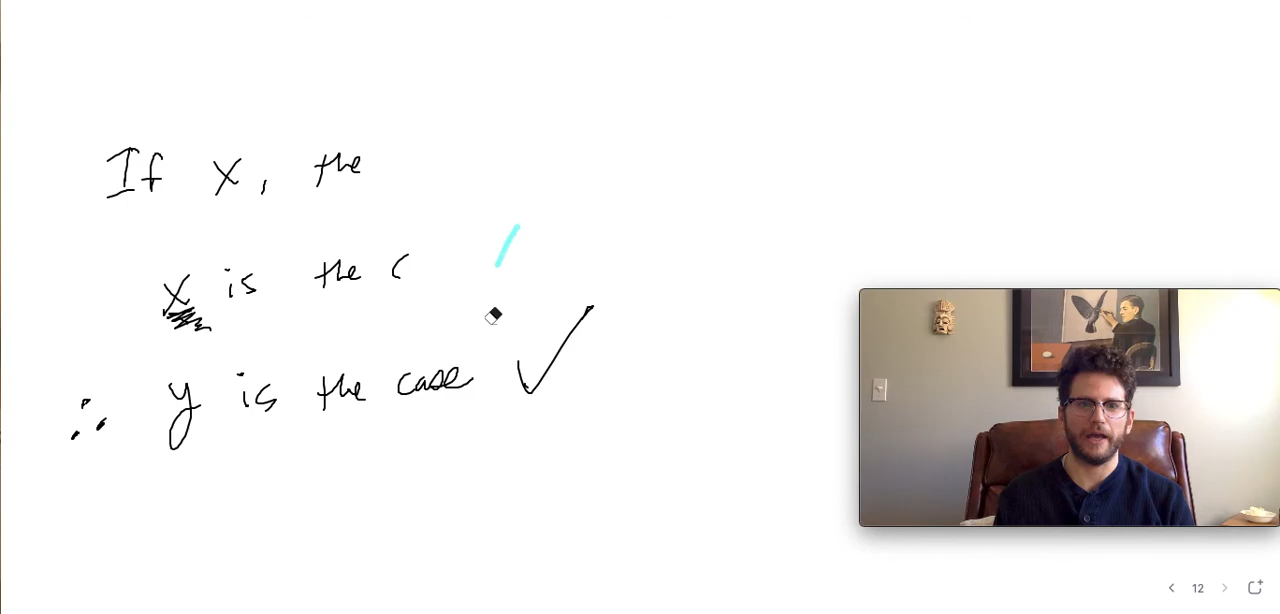 If x, the
x is the c
∴ y is the case ✓
12